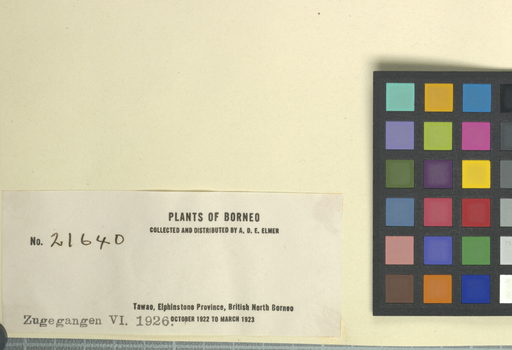 PLANTS OF BORNEO
COLLECTED AND DISTRIBUTED BY A. D. E. ELMER
No. 21640
Tawao, Elphinstone Province, British North Borneo
OCTOBER 1922 TO MARCH 1923
Zugegangen VI. 1926.